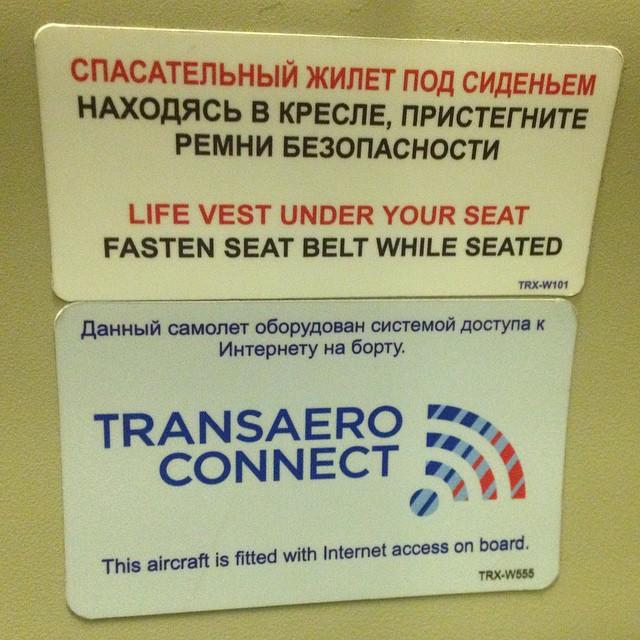 СПАСАТЕЛЬНЫЙ ЖИЛЕТ ПОД СИДЕНЬЕМ
НАХОДЯСЬ В КРЕСЛЕ, ПРИСТЕГНИТЕ
РЕМНИ БЕЗОПАСНОСТИ
LIFE VEST UNDER YOUR SEAT
FASTEN SEAT BELT WHILE SEATED
TRX-W101
Данный самолет оборудован системой доступа к
Интернету на борту.
TRANSAERO
CONNECT
This aircraft is fitted with Internet access on board.
TRX-W555